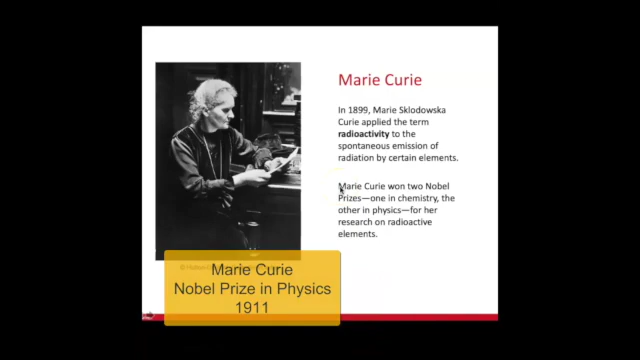 Marie Curie
In 1899, Marie Sklodowska
Curie applied the term
radioactivity to the
spontaneous emission of
radiation by certain elements.
Marie Curie won two Nobel
Prizes—one in chemistry, the
other in physics—for her
research on radioactive
elements.
Marie Curie
Nobel Prize in Physics
1911